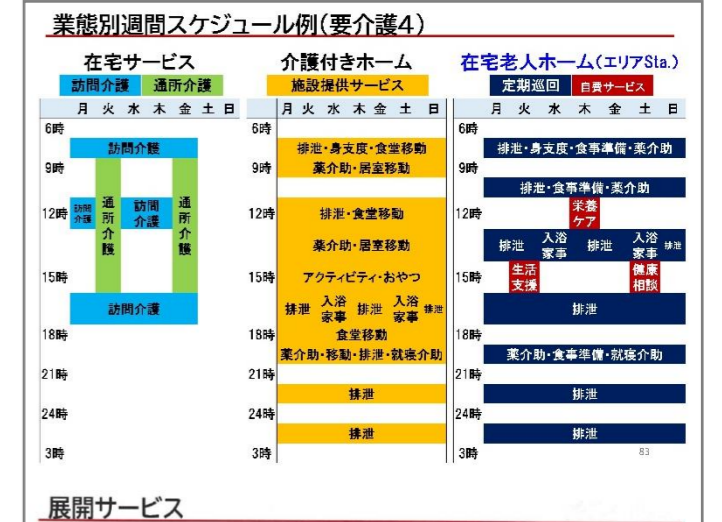 業態別週間スケジュール例(要介護4)
在宅サービス
訪問介護 通所介護
月 火 水 木 金 土 日
6時
訪問介護
9時
通所介護
通所介護
12時
訪問介護
訪問介護
15時
訪問介護
18時
21時
24時
3時
介護付きホーム
施設提供サービス
月 火 水 木 金 土 日
6時
排泄・身支度・食堂移動
9時 薬介助・居室移動
12時 排泄・食堂移動
薬介助・居室移動
15時 アクティビティ・おやつ
排泄 入浴家事 排泄 入浴家事 排泄
18時 食堂移動
薬介助・移動・排泄・就寝介助
21時
排泄
24時
排泄
3時
在宅老人ホーム(エリアSta.)
定期巡回 自費サービス
月 火 水 木 金 土 日
6時
排泄・身支度・食事準備・薬介助
9時
排泄・食事準備・薬介助
12時 栄養ケア
排泄 入浴家事 排泄 入浴家事 排泄
15時 生活支援 健康相談
排泄
18時
薬介助・食事準備・就寝介助
21時
排泄
24時
排泄
3時
83
展開サービス